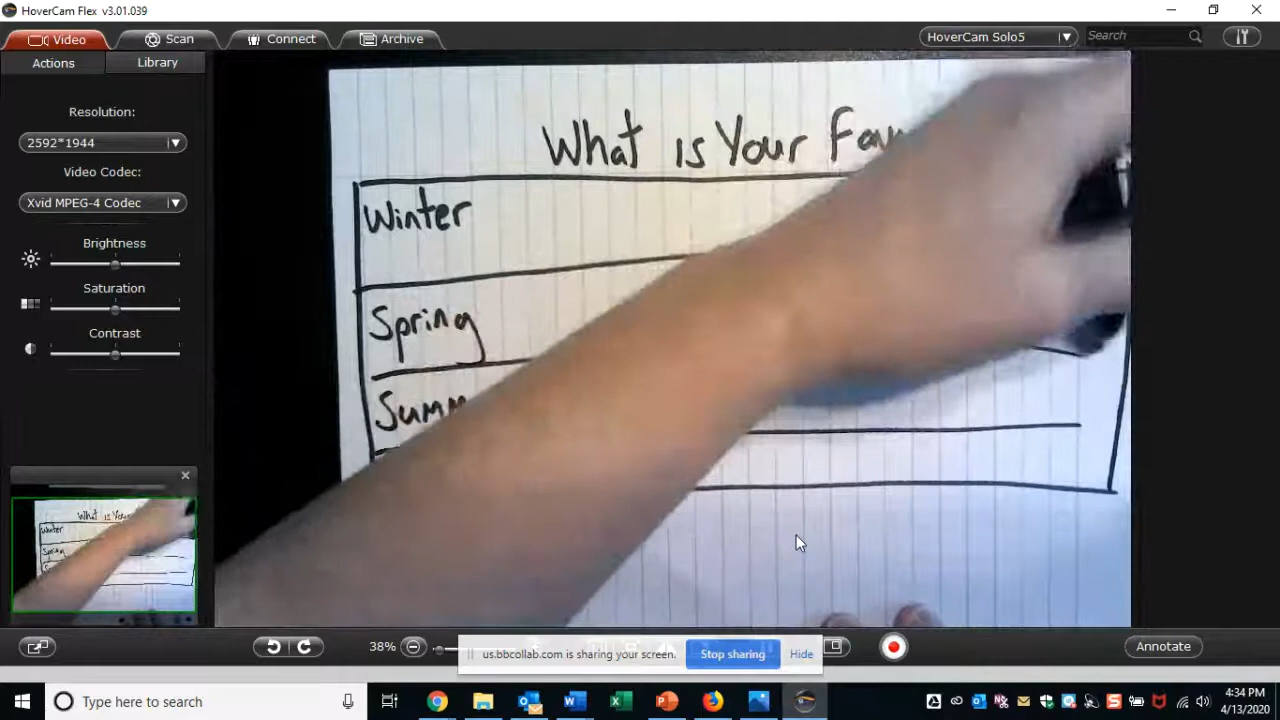 HoverCam Flex v3.01.039
Video Scan Connect Archive HoverCam Solo5 Search
Actions Library
Resolution:
2592*1944
Video Codec:
Xvid MPEG-4 Codec
Brightness
Saturation
Contrast
What is Your Fav
Winter
Spring
Summ
38%
us.bbcollab.com is sharing your screen. Stop sharing Hide
Annotate
Type here to search
4:34 PM
4/13/2020